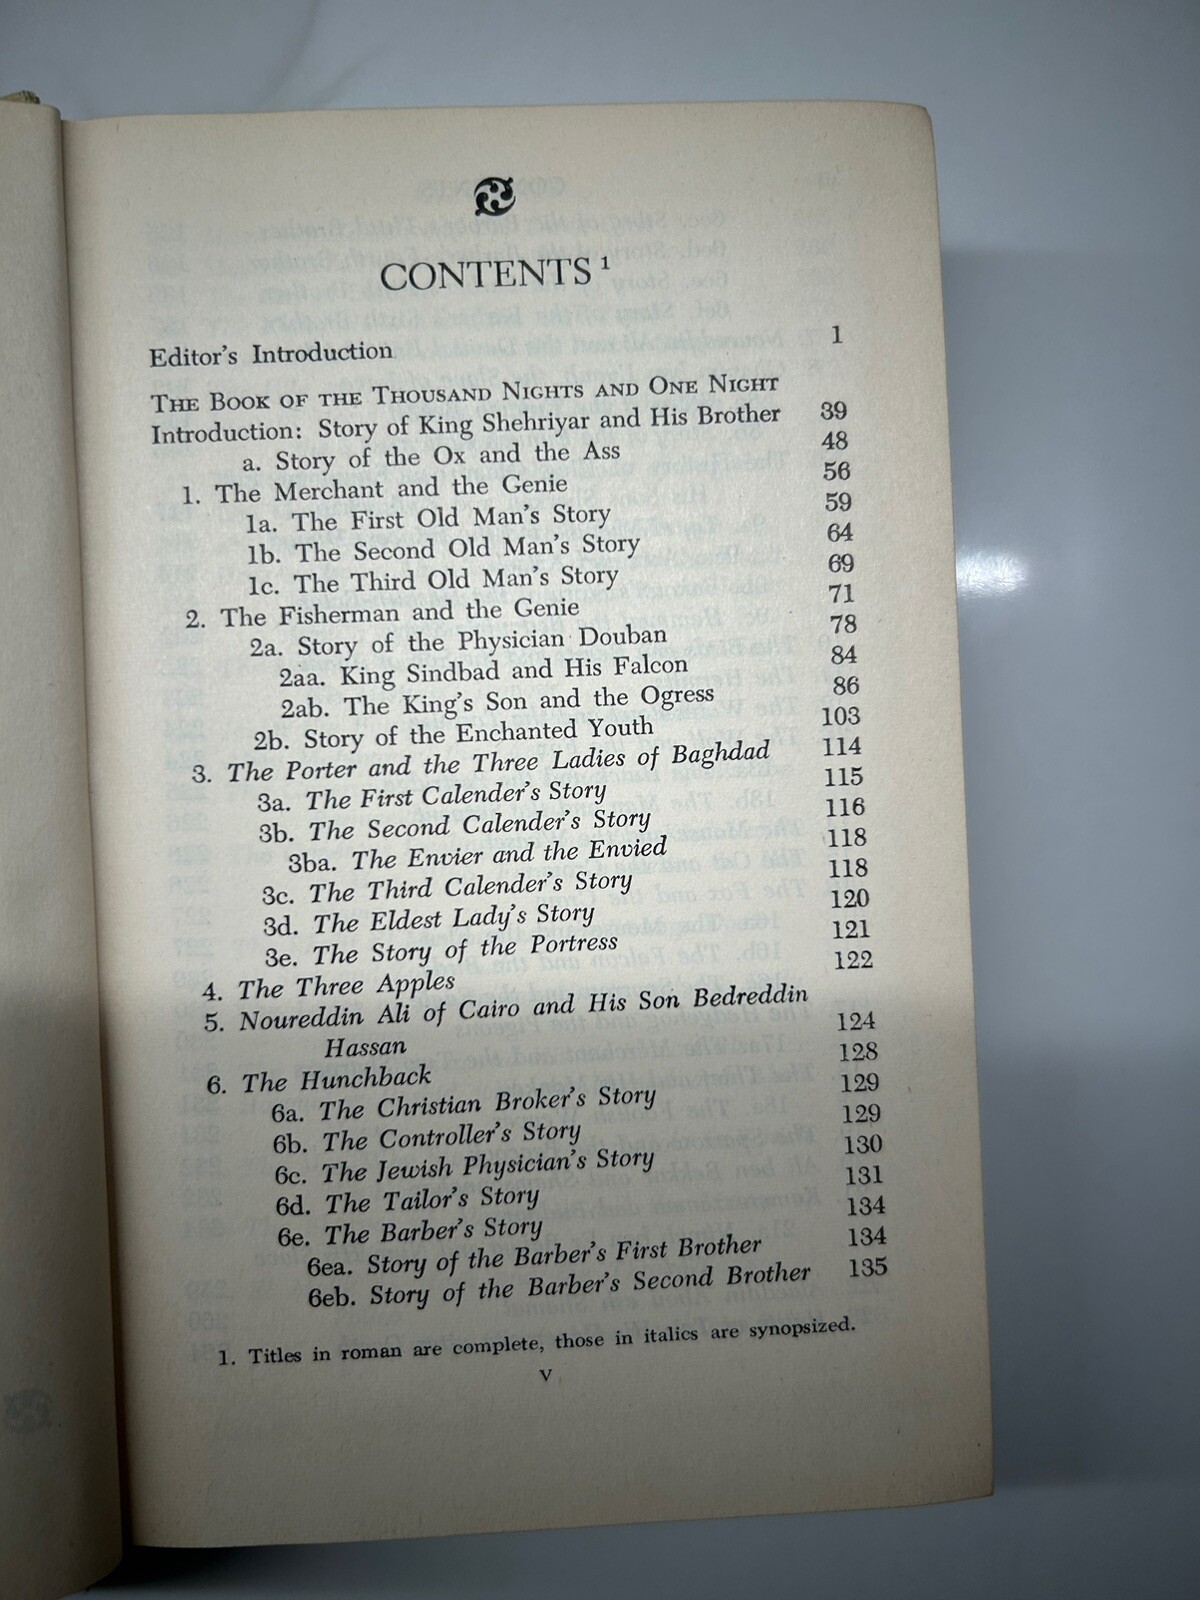 CONTENTS 1
Editor's Introduction 1
THE BOOK OF THE THOUSAND NIGHTS AND ONE NIGHT
Introduction: Story of King Shehriyar and His Brother 39
a. Story of the Ox and the Ass 48
1. The Merchant and the Genie 56
1a. The First Old Man's Story 59
1b. The Second Old Man's Story 64
1c. The Third Old Man's Story 69
2. The Fisherman and the Genie 71
2a. Story of the Physician Douban 78
2aa. King Sindbad and His Falcon 84
2ab. The King's Son and the Ogress 86
2b. Story of the Enchanted Youth 103
3. The Porter and the Three Ladies of Baghdad 114
3a. The First Calender's Story 115
3b. The Second Calender's Story 116
3ba. The Envier and the Envied 118
3c. The Third Calender's Story 118
3d. The Eldest Lady's Story 120
3e. The Story of the Portress 121
4. The Three Apples 122
5. Noureddin Ali of Cairo and His Son Bedreddin
Hassan 124
6. The Hunchback 128
6a. The Christian Broker's Story 129
6b. The Controller's Story 129
6c. The Jewish Physician's Story 130
6d. The Tailor's Story 131
6e. The Barber's Story 134
6ea. Story of the Barber's First Brother 134
6eb. Story of the Barber's Second Brother 135
1. Titles in roman are complete, those in italics are synopsized.
v